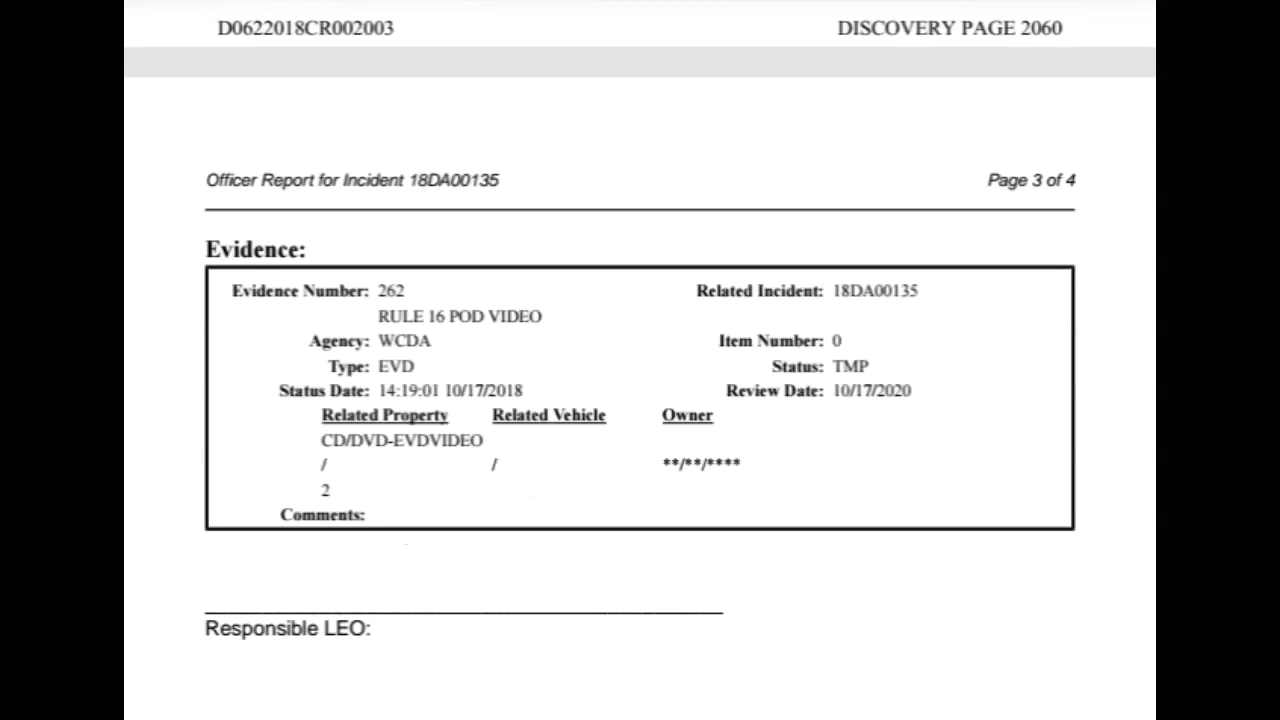 D0622018CR002003 DISCOVERY PAGE 2060
Officer Report for Incident 18DA00135 Page 3 of 4
Evidence:
Evidence Number: 262 Related Incident: 18DA00135
RULE 16 POD VIDEO
Agency: WCDA Item Number: 0
Type: EVD Status: TMP
Status Date: 14:19:01 10/17/2018 Review Date: 10/17/2020
Related Property Related Vehicle Owner
CD/DVD-EVDVIDEO
/ / **/**/****
2
Comments:
Responsible LEO: